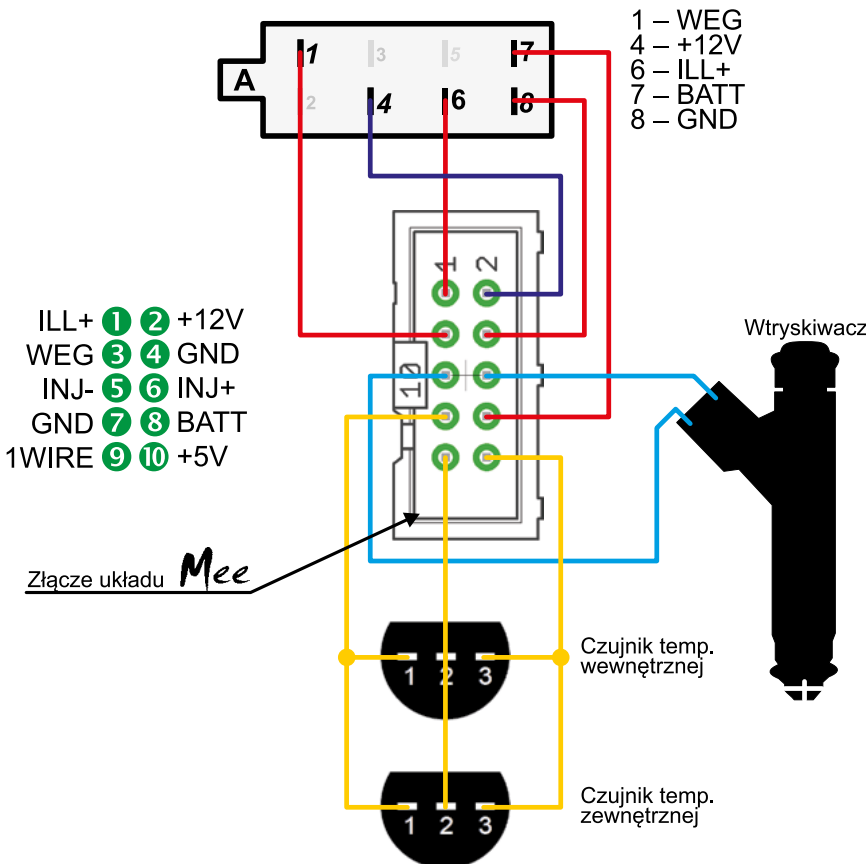 1 – WEG
4 – +12V
6 – ILL+
7 – BATT
8 – GND
A
1 3 5 7
2 4 6 8
1 2
10
ILL+ 1 2 +12V
WEG 3 4 GND
INJ- 5 6 INJ+
GND 7 8 BATT
1WIRE 9 10 +5V
Wtryskiwacz
Złącze układu Mee
Czujnik temp.
wewnętrznej
1 2 3
Czujnik temp.
zewnętrznej
1 2 3